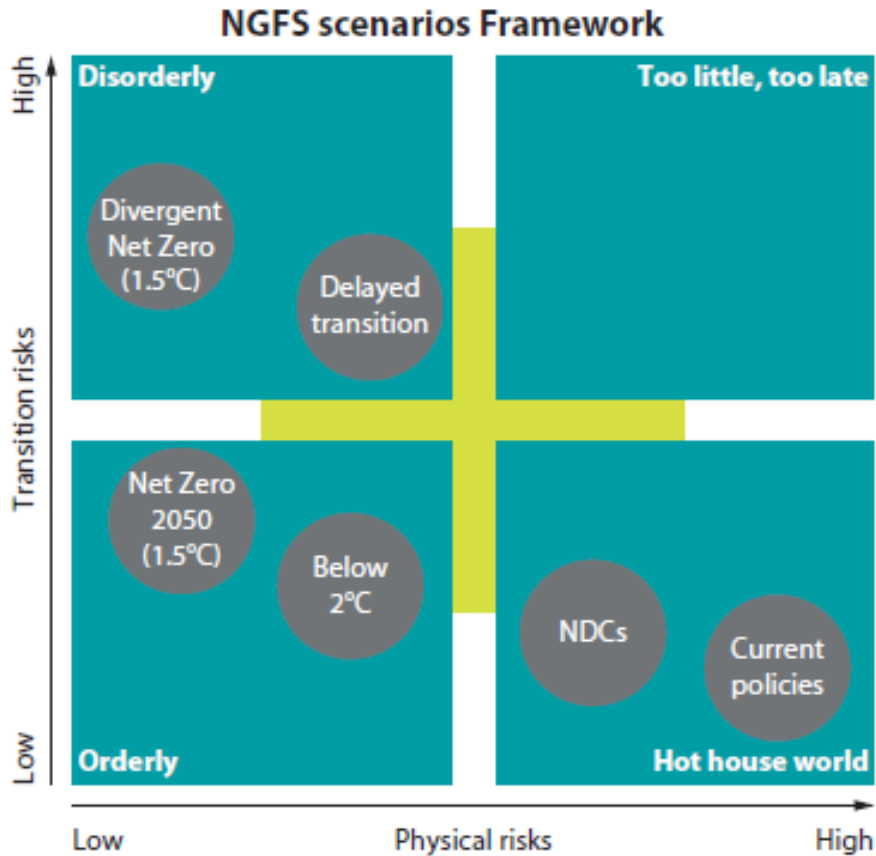 NGFS scenarios Framework
High
Transition risks
Low
Disorderly
Too little, too late
Divergent
Net Zero
(1.5°C)
Delayed
transition
Net Zero
2050
(1.5°C)
Below
2°C
NDCs
Current
policies
Orderly
Hot house world
Low
Physical risks
High